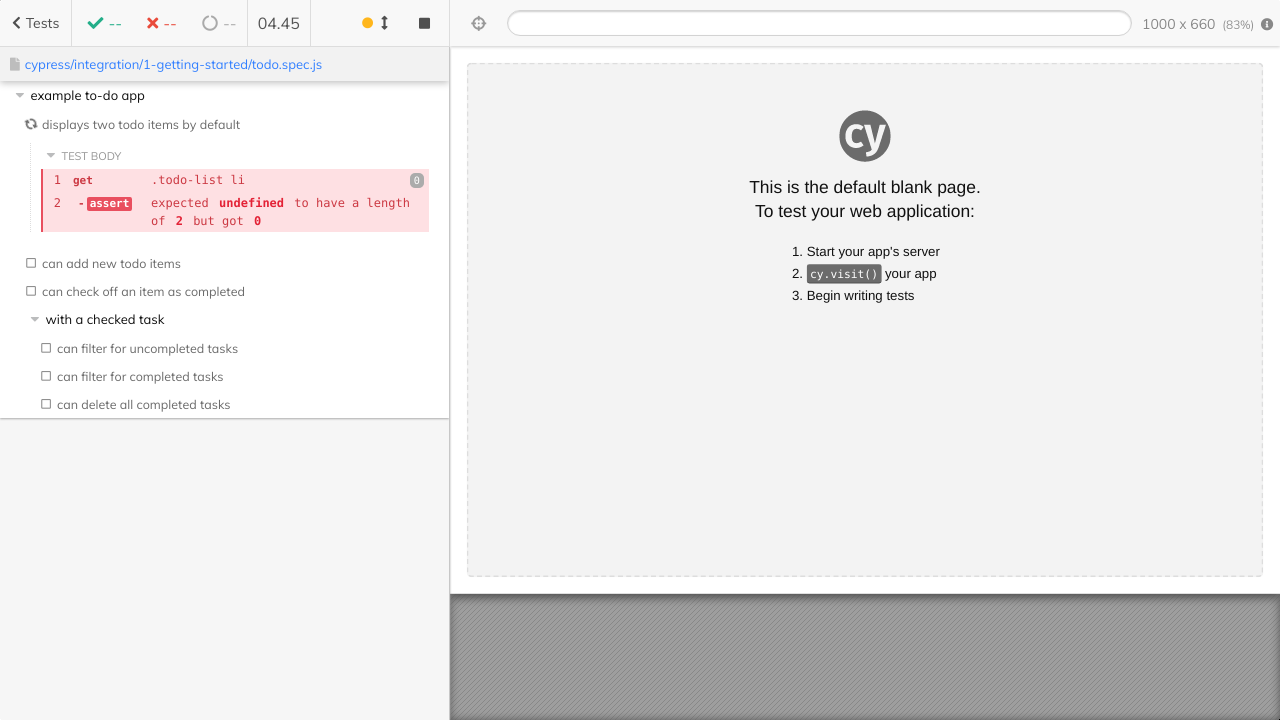 Tests -- -- -- 04.45
1000 x 660 (83%)
cypress/integration/1-getting-started/todo.spec.js
example to-do app
displays two todo items by default
TEST BODY
1 get .todo-list li 0
2 -assert expected undefined to have a length
of 2 but got 0
can add new todo items
can check off an item as completed
with a checked task
can filter for uncompleted tasks
can filter for completed tasks
can delete all completed tasks
cy
This is the default blank page.
To test your web application:
1. Start your app's server
2. cy.visit() your app
3. Begin writing tests